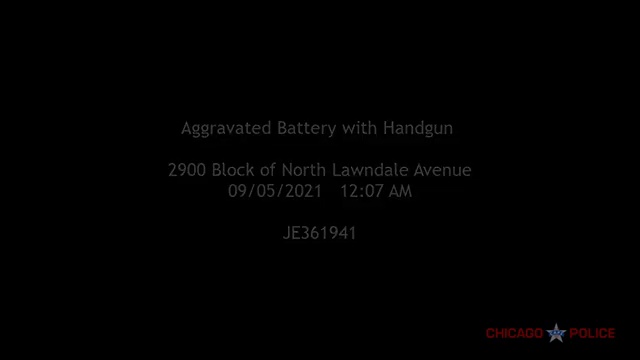 Aggravated Battery with Handgun
2900 Block of North Lawndale Avenue
09/05/2021 12:07 AM
JE361941
CHICAGO POLICE